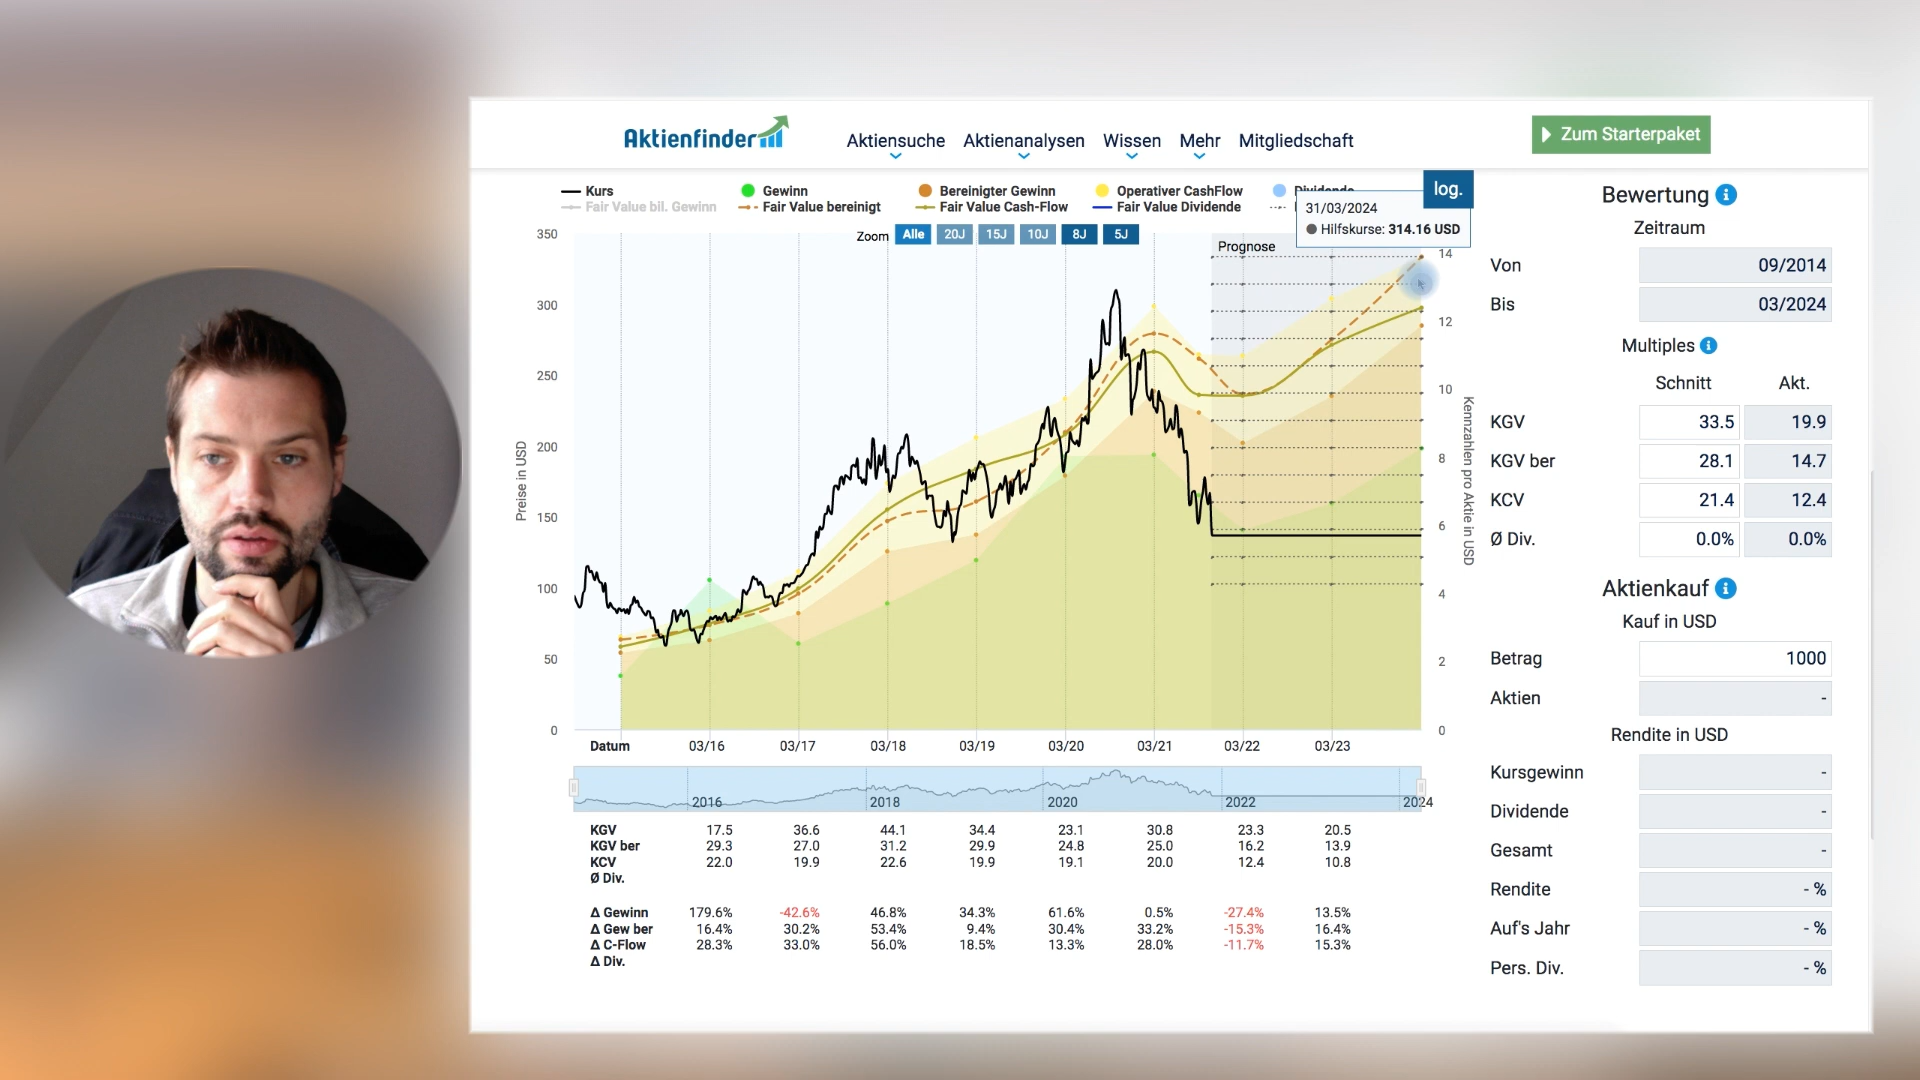 Aktienfinder
Aktiensuche Aktienanalysen Wissen Mehr Mitgliedschaft
Zum Starterpaket
Kurs Gewinn Bereinigter Gewinn Operativer CashFlow Dividende
Fair Value bil. Gewinn Fair Value bereinigt Fair Value Cash-Flow Fair Value Dividende
log.
31/03/2024
Hilfskurse: 314.16 USD
Zoom Alle 20J 15J 10J 8J 5J
Prognose
Preise in USD
350
300
250
200
150
100
50
0
14
12
10
8
6
4
2
0
Kennzahlen pro Aktie in USD
Datum 03/16 03/17 03/18 03/19 03/20 03/21 03/22 03/23
2016 2018 2020 2022 2024
KGV 17.5 36.6 44.1 34.4 23.1 30.8 23.3 20.5
KGV ber 29.3 27.0 31.2 29.9 24.8 25.0 16.2 13.9
KCV 22.0 19.9 22.6 19.9 19.1 20.0 12.4 10.8
Ø Div.
Δ Gewinn 179.6% -42.6% 46.8% 34.3% 61.6% 0.5% -27.4% 13.5%
Δ Gew ber 16.4% 30.2% 53.4% 9.4% 30.4% 33.2% -15.3% 16.4%
Δ C-Flow 28.3% 33.0% 56.0% 18.5% 13.3% 28.0% -11.7% 15.3%
Δ Div.
Bewertung i
Zeitraum
Von 09/2014
Bis 03/2024
Multiples i
Schnitt Akt.
KGV 33.5 19.9
KGV ber 28.1 14.7
KCV 21.4 12.4
Ø Div. 0.0% 0.0%
Aktienkauf i
Kauf in USD
Betrag 1000
Aktien -
Rendite in USD
Kursgewinn -
Dividende -
Gesamt -
Rendite - %
Auf's Jahr - %
Pers. Div. - %